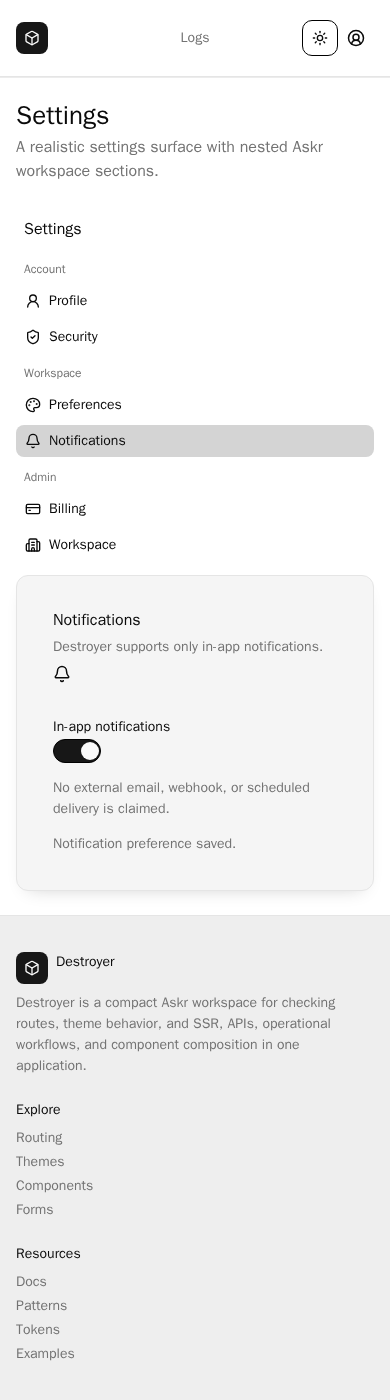 Logs
Settings
A realistic settings surface with nested Askr
workspace sections.
Settings
Account
Profile
Security
Workspace
Preferences
Notifications
Admin
Billing
Workspace
Notifications
Destroyer supports only in-app notifications.
In-app notifications
No external email, webhook, or scheduled
delivery is claimed.
Notification preference saved.
Destroyer
Destroyer is a compact Askr workspace for checking
routes, theme behavior, and SSR, APIs, operational
workflows, and component composition in one
application.
Explore
Routing
Themes
Components
Forms
Resources
Docs
Patterns
Tokens
Examples